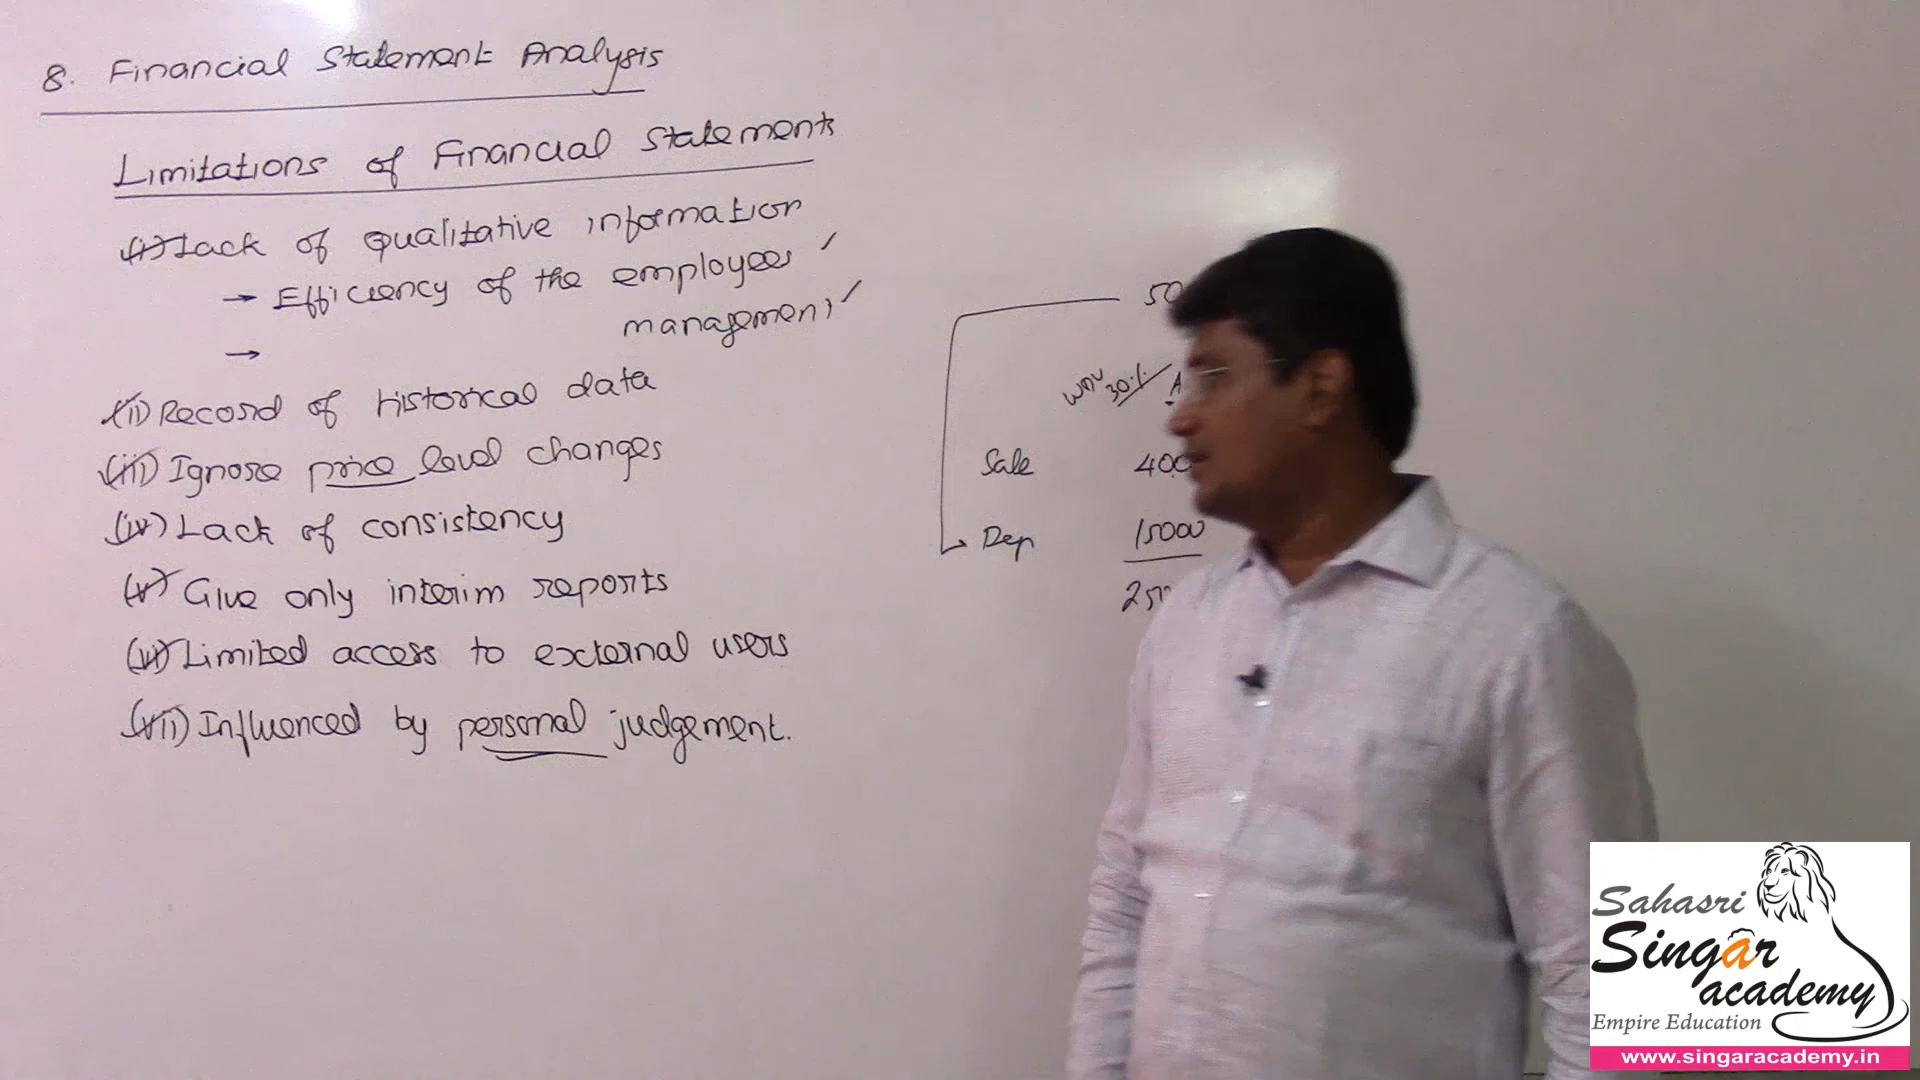 8. Financial Statement Analysis
Limitations of Financial Statements
(i) Lack of qualitative information
→ Efficiency of the employees
management
→
(ii) Record of historical data
(iii) Ignore price level changes
(iv) Lack of consistency
(v) Give only interim reports
(vi) Limited access to external users
(vii) Influenced by personal judgement.
WDV 30%
Sale
Dep 15000
Sahasri
Singar
academy
Empire Education
www.singaracademy.in